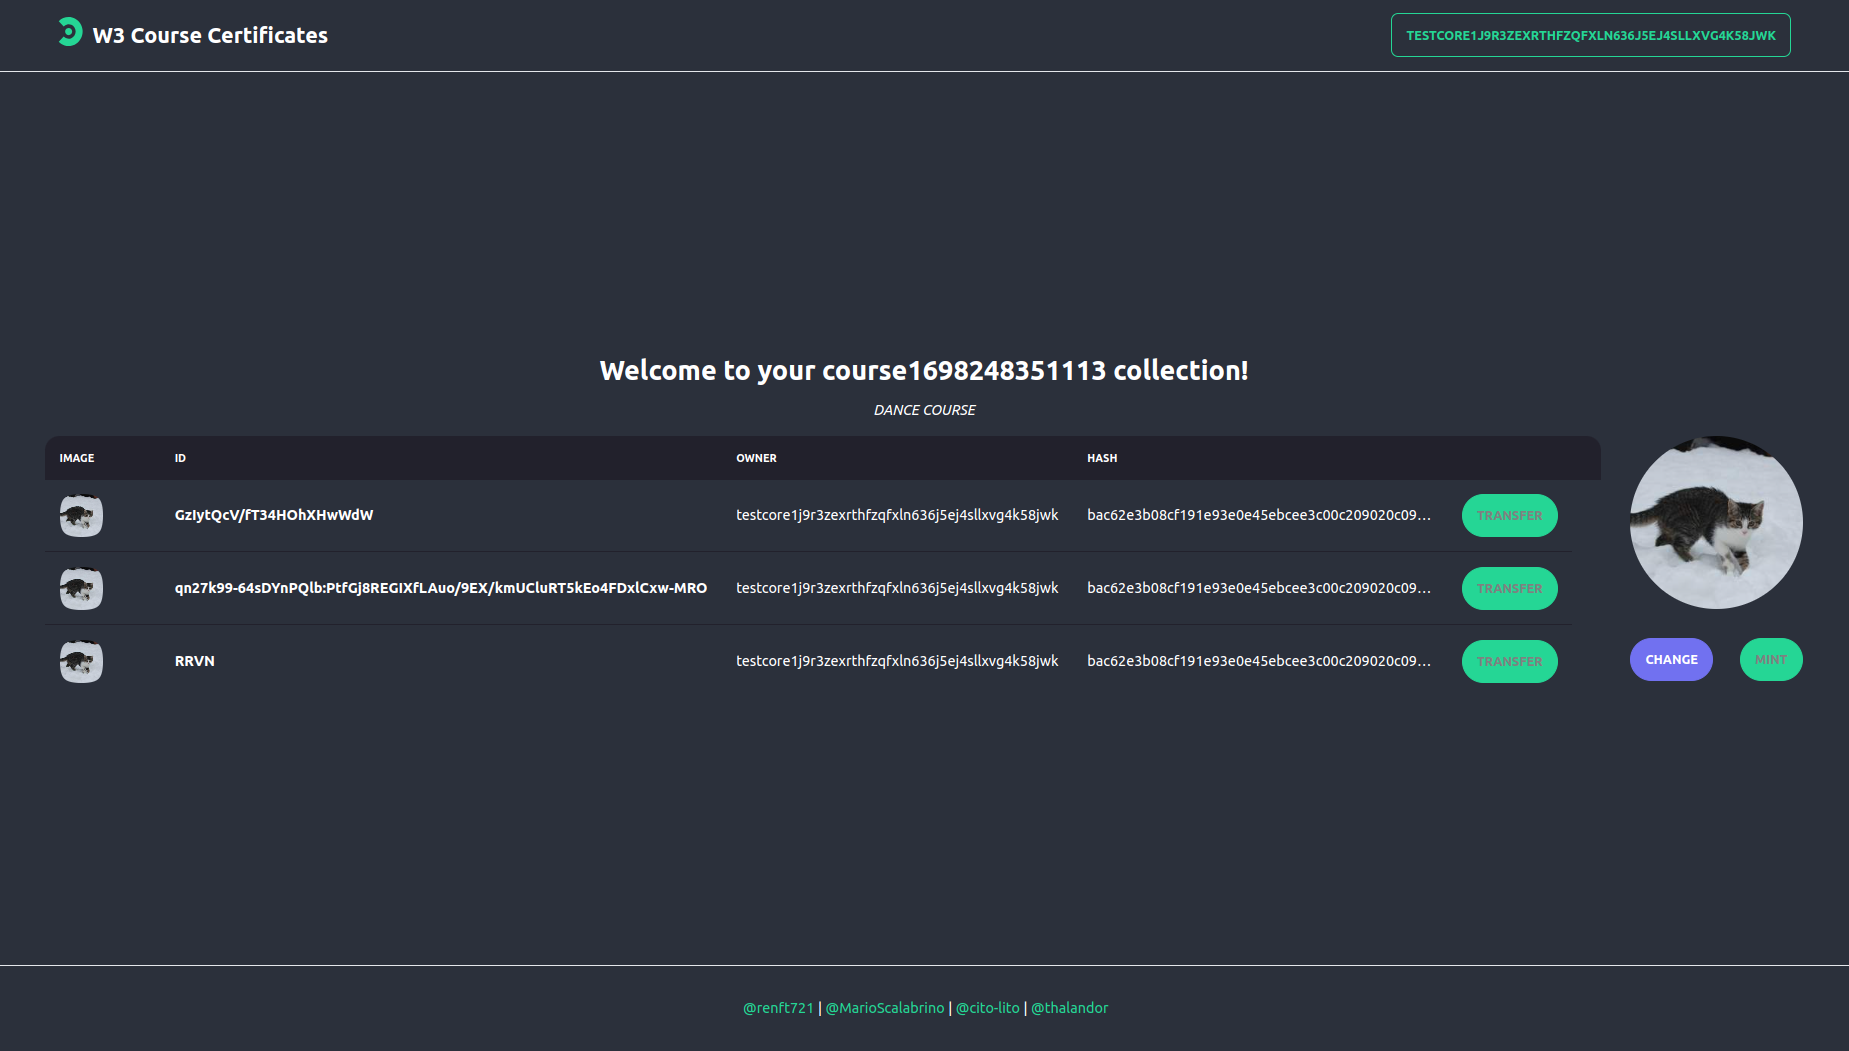 W3 Course Certificates
TESTCORE1J9R3ZEXRTHFZQFXLN636J5EJ4SLLXVG4K58JWK
Welcome to your course1698248351113 collection!
DANCE COURSE
IMAGE ID OWNER HASH
GzIytQcV/fT34HOhXHwWdW testcore1j9r3zexrthfzqfxln636j5ej4sllxvg4k58jwk bac62e3b08cf191e93e0e45ebcee3c00c209020c09... TRANSFER
qn27k99-64sDYnPQlb:PtfGj8REGIXfLAuo/9EX/kmUCluRT5kEo4FDxlCxw-MRO testcore1j9r3zexrthfzqfxln636j5ej4sllxvg4k58jwk bac62e3b08cf191e93e0e45ebcee3c00c209020c09... TRANSFER
RRVN testcore1j9r3zexrthfzqfxln636j5ej4sllxvg4k58jwk bac62e3b08cf191e93e0e45ebcee3c00c209020c09... TRANSFER
CHANGE MINT
@renft721 | @MarioScalabrino | @cito-lito | @thalandor